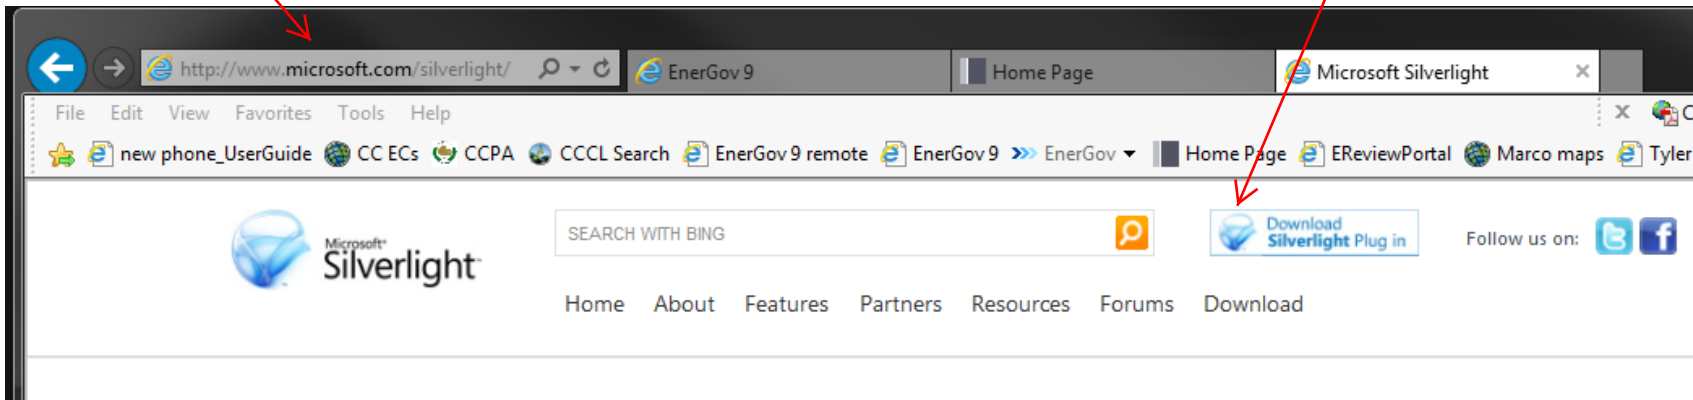 http://www.microsoft.com/silverlight/ EnerGov 9 Home Page Microsoft Silverlight
File Edit View Favorites Tools Help
new phone_UserGuide CC ECs CCPA CCCL Search EnerGov 9 remote EnerGov 9 EnerGov Home Page EReviewPortal Marco maps Tyler
Microsoft®
Silverlight™
SEARCH WITH BING
Download
Silverlight Plug in
Follow us on:
Home About Features Partners Resources Forums Download